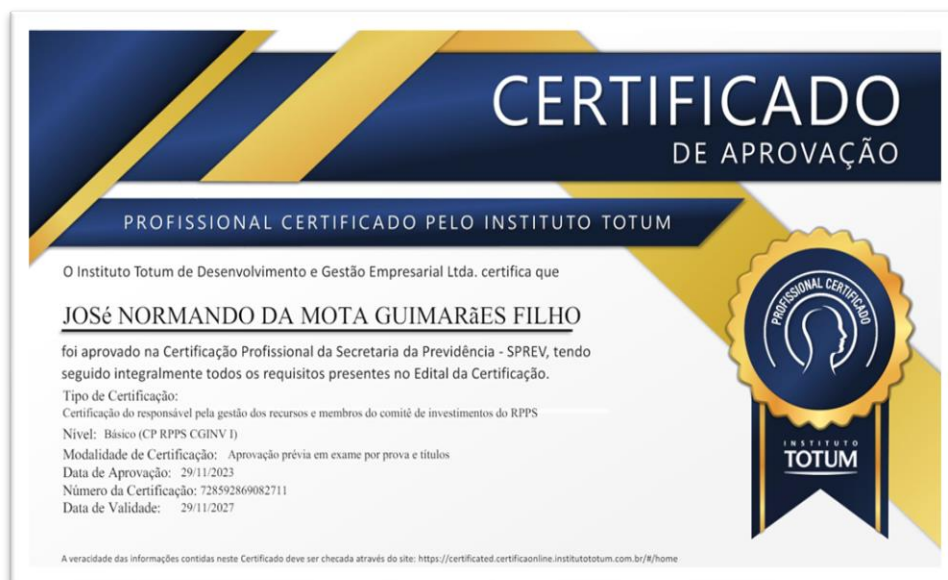 CERTIFICADO
DE APROVAÇÃO
PROFISSIONAL CERTIFICADO PELO INSTITUTO TOTUM
O Instituto Totum de Desenvolvimento e Gestão Empresarial Ltda. certifica que
JOSé NORMANDO DA MOTA GUIMARãES FILHO
foi aprovado na Certificação Profissional da Secretaria da Previdência - SPREV, tendo
seguido integralmente todos os requisitos presentes no Edital da Certificação.
Tipo de Certificação:
Certificação do responsável pela gestão dos recursos e membros do comitê de investimentos do RPPS
Nível: Básico (CP RPPS CGINV I)
Modalidade de Certificação: Aprovação prévia em exame por prova e títulos
Data de Aprovação: 29/11/2023
Número da Certificação: 728592869082711
Data de Validade: 29/11/2027
PROFISSIONAL CERTIFICADO
INSTITUTO
TOTUM
A veracidade das informações contidas neste Certificado deve ser checada através do site: https://certificated.certificaonline.institutototum.com.br/#/home